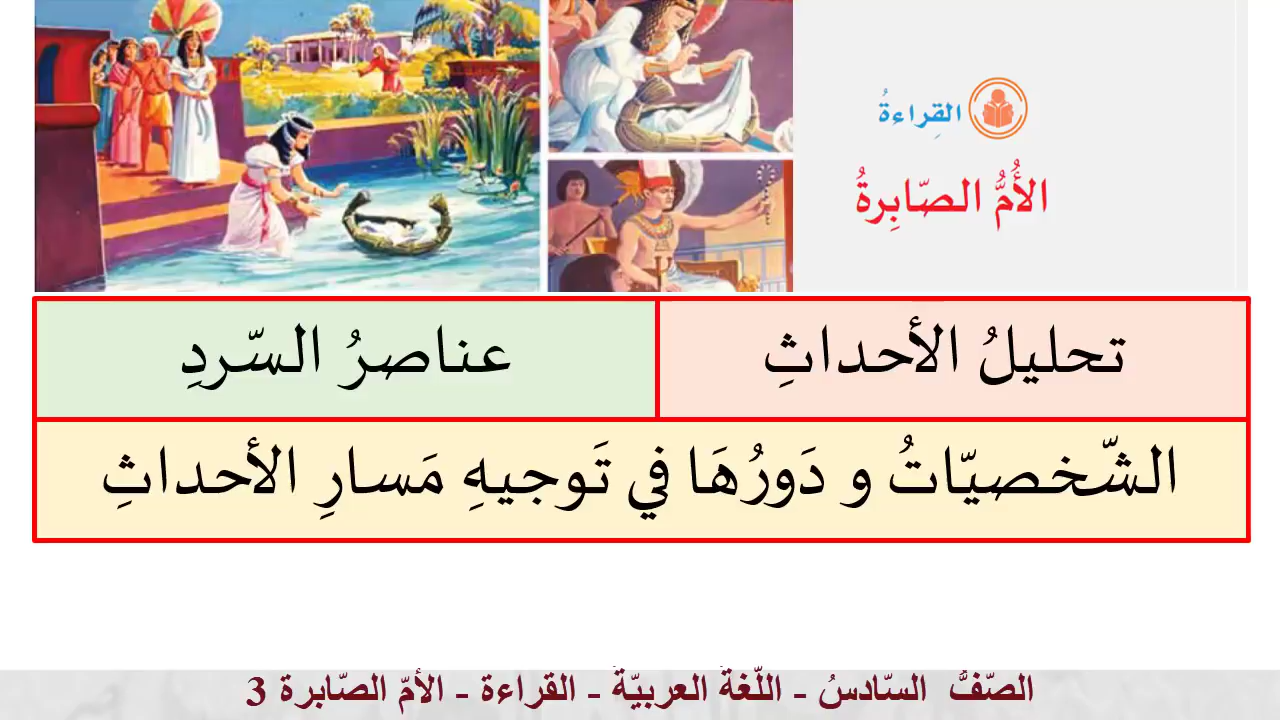 القِراءةُ
الأُمُّ الصّابِرةُ
تحليلُ الأحداثِ
عناصرُ السّردِ
الشّخصيّاتُ و دَورُهَا في تَوجيهِ مَسارِ الأحداثِ
الصّفُّ السّادسُ - اللّغةُ العربيّةُ - القراءة - الأمّ الصّابرة 3